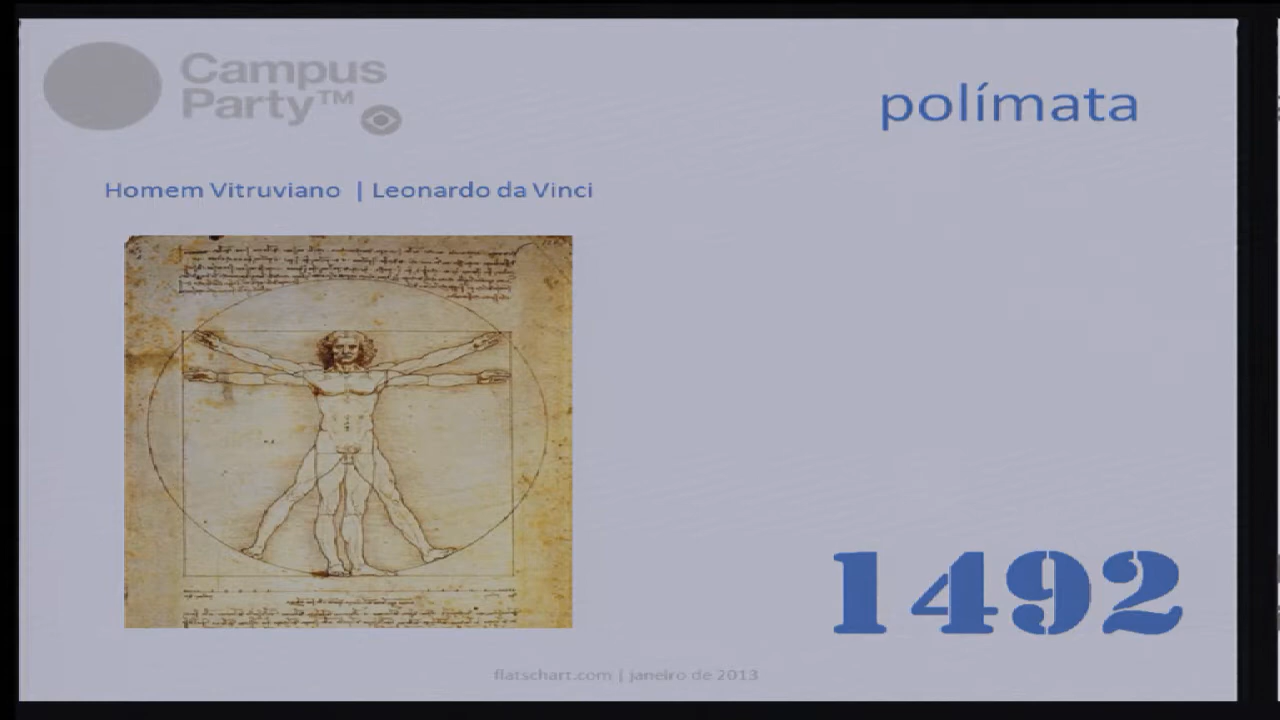 Campus
Party™
polímata
Homem Vitruviano | Leonardo da Vinci
1492
flatschart.com | janeiro de 2013